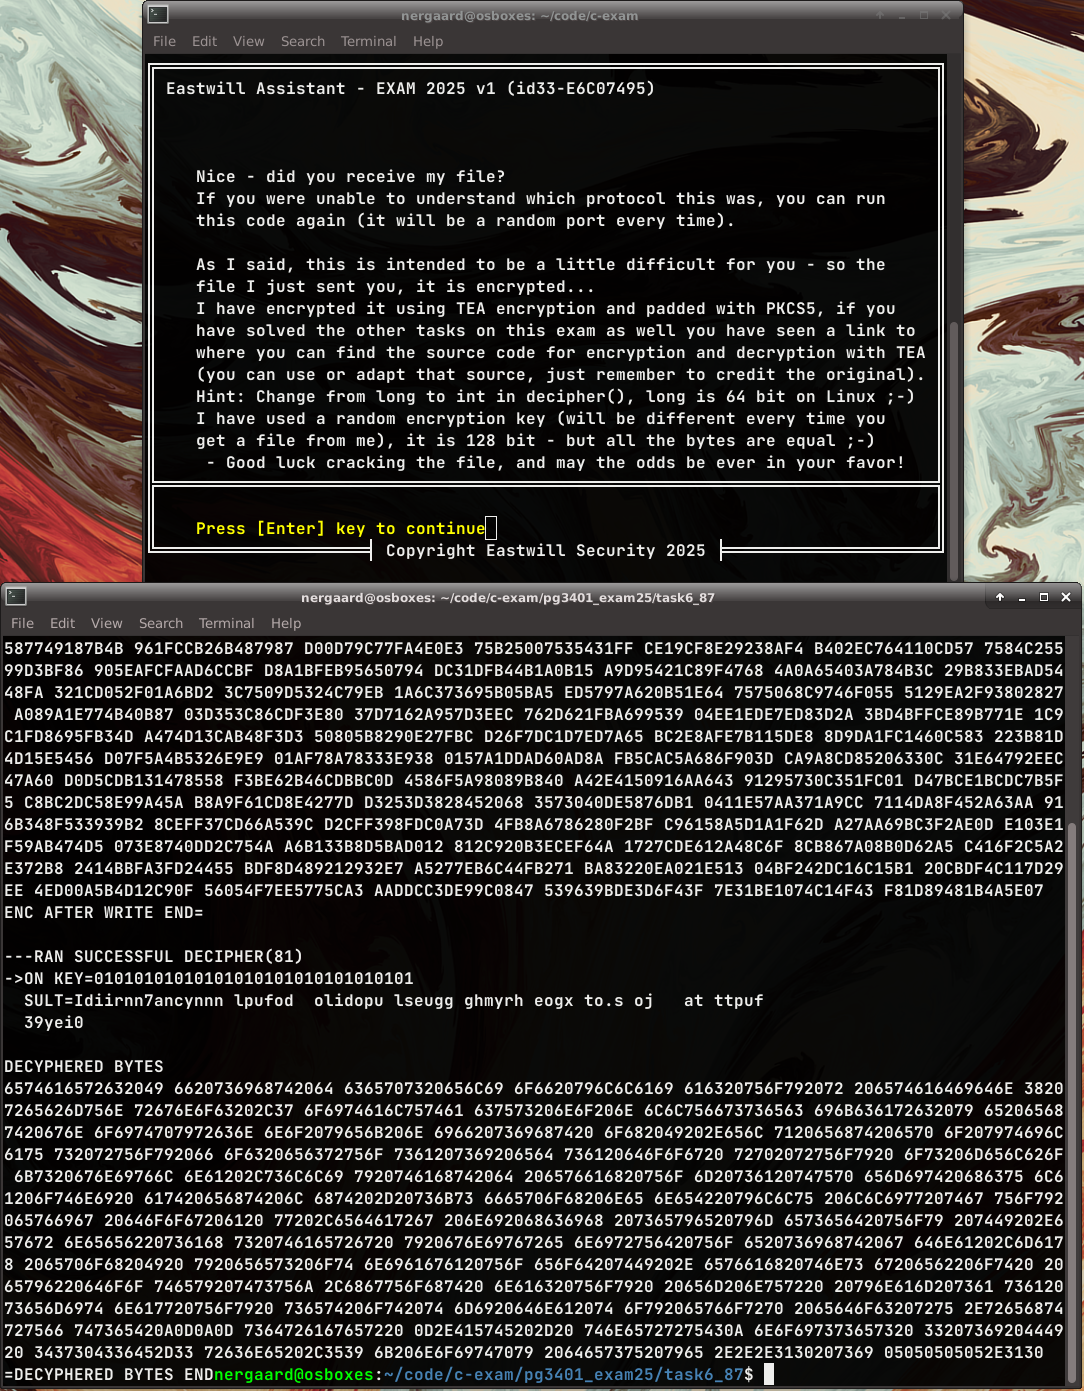 nergaard@osboxes: ~/code/c-exam
File Edit View Search Terminal Help
Eastwill Assistant - EXAM 2025 v1 (id33-E6C07495)
Nice - did you receive my file?
If you were unable to understand which protocol this was, you can run
this code again (it will be a random port every time).
As I said, this is intended to be a little difficult for you - so the
file I just sent you, it is encrypted...
I have encrypted it using TEA encryption and padded with PKCS5, if you
have solved the other tasks on this exam as well you have seen a link to
where you can find the source code for encryption and decryption with TEA
(you can use or adapt that source, just remember to credit the original).
Hint: Change from long to int in decipher(), long is 64 bit on Linux ;-)
I have used a random encryption key (will be different every time you
get a file from me), it is 128 bit - but all the bytes are equal ;-)
- Good luck cracking the file, and may the odds be ever in your favor!
Press [Enter] key to continue
Copyright Eastwill Security 2025
nergaard@osboxes: ~/code/c-exam/pg3401_exam25/task6_87
File Edit View Search Terminal Help
587749187B4B 961FCCB26B487987 D00D79C77FA4E0E3 75B25007535431FF CE19CF8E29238AF4 B402EC764110CD57 7584C255
99D3BF86 905EAFCFAAD6CCBF D8A1BFEB95650794 DC31DFB44B1A0B15 A9D95421C89F4768 4A0A65403A784B3C 29B833EBAD54
48FA 321CD052F01A6BD2 3C7509D5324C79EB 1A6C373695B05BA5 ED5797A620B51E64 7575068C9746F055 5129EA2F93802827
A089A1E774B40B87 03D353C86CDF3E80 37D7162A957D3EEC 762D621FBA699539 04EE1EDE7ED83D2A 3BD4BFFCE89B771E 1C9
C1FD8695FB34D A474D13CAB48F3D3 50805B8290E27FBC D26F7DC1D7ED7A65 BC2E8AFE7B115DE8 8D9DA1FC1460C583 223B81D
4D15E5456 D07F5A4B5326E9E9 01AF78A78333E938 0157A1DDAD60AD8A FB5CAC5A686F903D CA9A8CD85206330C 31E64792EEC
47A60 D0D5CDB131478558 F3BE62B46CDBBC0D 4586F5A98089B840 A42E4150916AA643 91295730C351FC01 D47BCE1BCDC7B5F
5 C8BC2DC58E99A45A B8A9F61CD8E4277D D3253D3828452068 3573040DE5876DB1 0411E57AA371A9CC 7114DA8F452A63AA 91
6B348F533939B2 8CEFF37CD66A539C D2CFF398FDC0A73D 4FB8A6786280F2BF C96158A5D1A1F62D A27AA69BC3F2AE0D E103E1
F59AB474D5 073E8740DD2C754A A6B133B8D5BAD012 812C920B3ECEF64A 1727CDE612A48C6F 8CB867A08B0D62A5 C416F2C5A2
E372B8 2414BBFA3FD24455 BDF8D489212932E7 A5277EB6C44FB271 BA83220EA021E513 04BF242DC16C15B1 20CBDF4C117D29
EE 4ED00A5B4D12C90F 56054F7EE5775CA3 AADDCC3DE99C0847 539639BDE3D6F43F 7E31BE1074C14F43 F81D89481B4A5E07
ENC AFTER WRITE END=
---RAN SUCCESSFUL DECIPHER(81)
->ON KEY=01010101010101010101010101010101
SULT=Idiirnn7ancynnn lpufod  olidopu lseugg ghmyrh eogx to.s oj   at ttpuf
39yei0
DECYPHERED BYTES
6574616572632049 6620736968742064 6365707320656C69 6F6620796C6C6169 616320756F792072 206574616469646E 3820
7265626D756E 72676E6F63202C37 6F6974616C757461 637573206E6F206E 6C6C756673736563 696B636172632079 65206568
7420676E 6F6974707972636E 6E6F2079656B206E 6966207369687420 6F682049202E656C 7120656874206570 6F207974696C
6175 732072756F792066 6F6320656372756F 7361207369206564 736120646F6F6720 72702072756F7920 6F73206D656C626F
6B7320676E69766C 6E61202C736C6C69 7920746168742064 206576616820756F 6D20736120747570 656D697420686375 6C6
1206F746E6920 617420656874206C 6874202D20736B73 6665706F68206E65 6E654220796C6C75 206C6C6977207467 756F792
065766967 20646F6F67206120 77202C6564617267 206E692068636968 207365796520796D 6573656420756F79 207449202E6
57672 6E65656220736168 7320746165726720 7920676E69767265 6E6972756420756F 6520736968742067 646E61202C6D617
8 2065706F68204920 7920656573206F74 6E6961676120756F 656F64207449202E 6576616820746E73 67206562206F7420 20
65796220646F6F 746579207473756A 2C6867756F687420 6E616320756F7920 20656D206E757220 20796E616D207361 736120
73656D6974 6E617720756F7920 736574206F742074 6D6920646E612074 6F792065766F7270 2065646F63207275 2E72656874
727566 747365420A0D0A0D 7364726167657220 0D2E415745202D20 746E65727275430A 6E6F697373657320 33207369204449
20 3437304336452D33 72636E65202C3539 6B206E6F69747079 2064657375207965 2E2E2E3130207369 05050505052E3130
=DECYPHERED BYTES ENDnergaard@osboxes:~/code/c-exam/pg3401_exam25/task6_87$